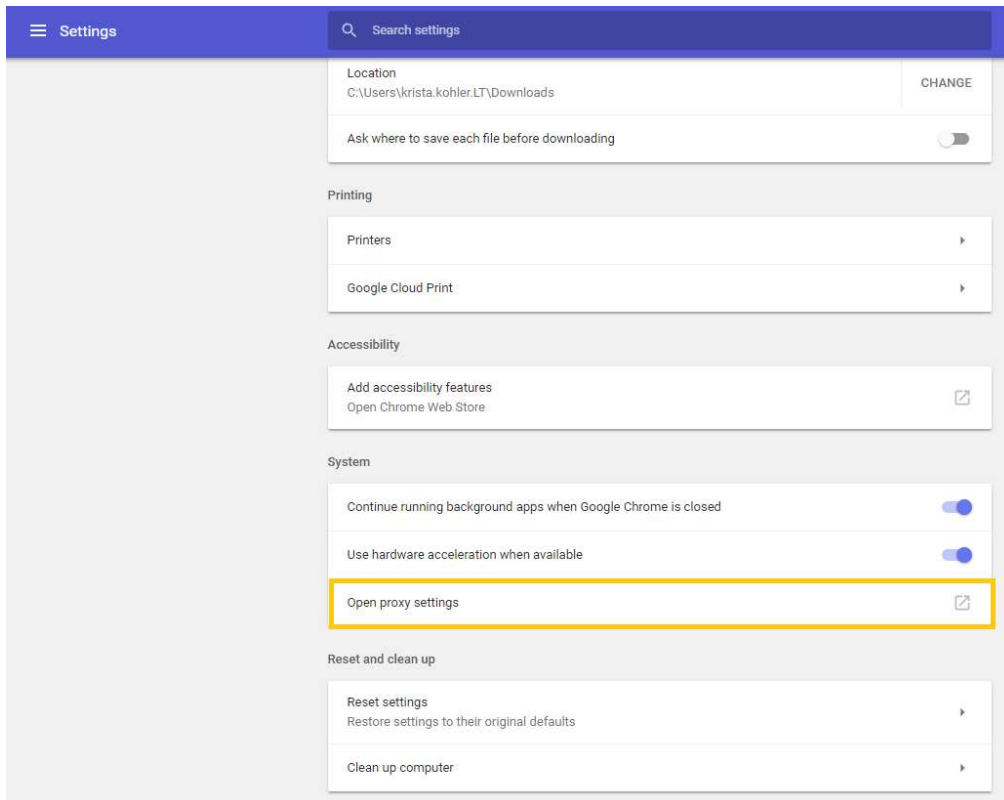 Settings
Search settings
Location
C:\Users\krista.kohler.LT\Downloads
CHANGE
Ask where to save each file before downloading
Printing
Printers
Google Cloud Print
Accessibility
Add accessibility features
Open Chrome Web Store
System
Continue running background apps when Google Chrome is closed
Use hardware acceleration when available
Open proxy settings
Reset and clean up
Reset settings
Restore settings to their original defaults
Clean up computer